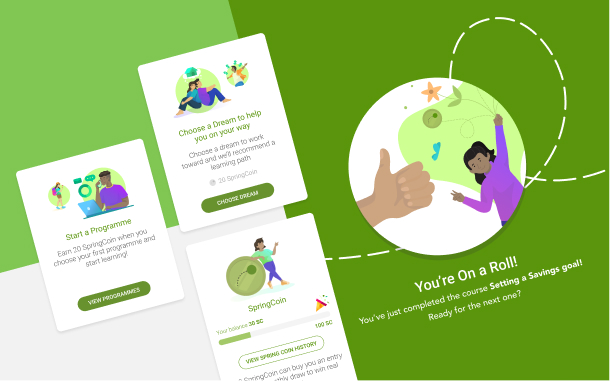 Choose a Dream to help
you on your way
Choose a dream to work
toward and we'll recommend a
learning path
20 SpringCoin
CHOOSE DREAM
Start a Programme
Earn 20 SpringCoin when you
choose your first programme and
start learning!
VIEW PROGRAMMES
SpringCoin
Your balance 30 SC
100 SC
VIEW SPRING COIN HISTORY
SpringCoin can buy you an entry
draw to win real
You're On a Roll!
You've just completed the course Setting a Savings goal!
Ready for the next one?